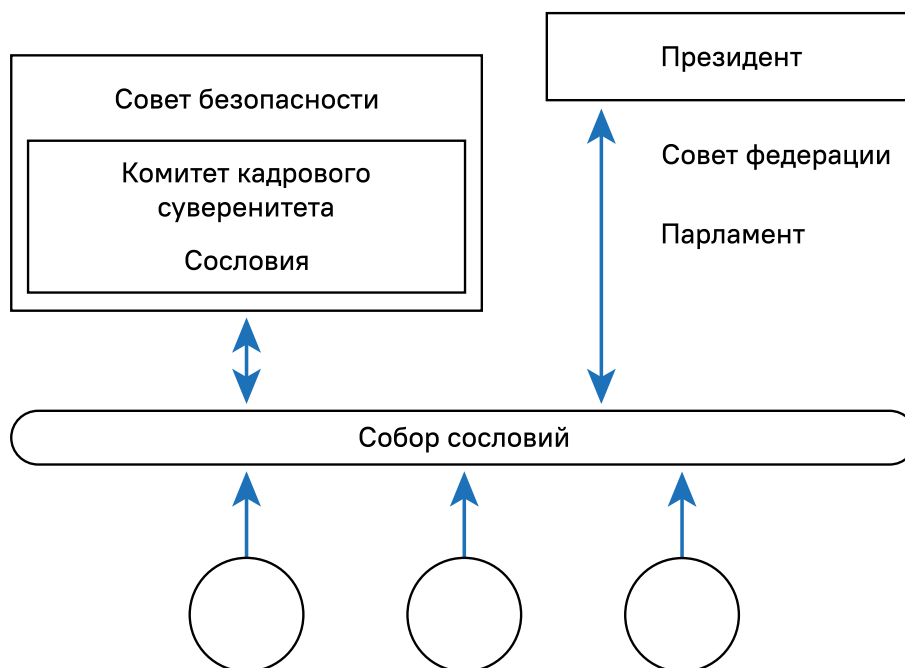 Президент
Совет безопасности
Комитет кадрового
суверенитета
Сословия
Совет федерации
Парламент
Собор сословий